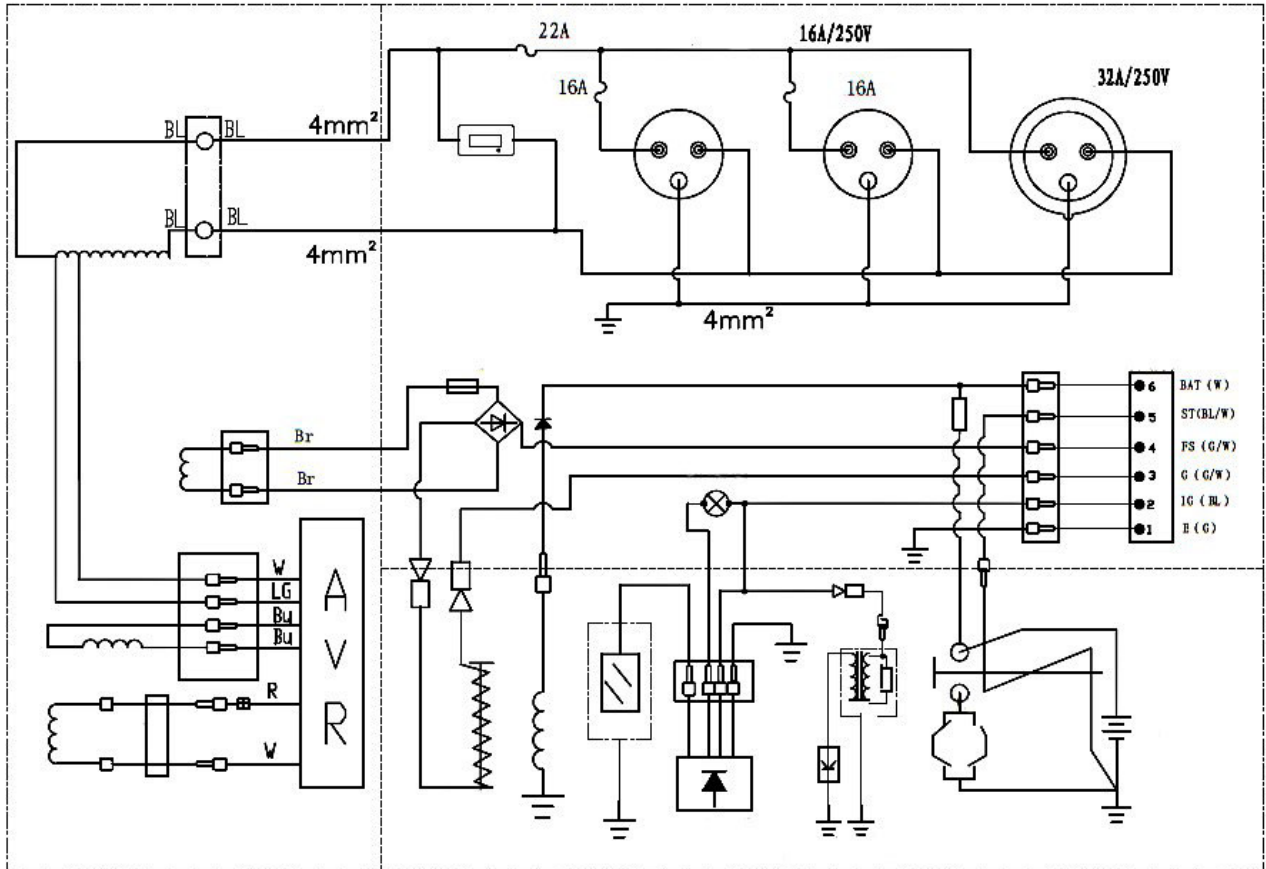 22A
16A/250V
32A/250V
16A
16A
BL
BL
4mm²
BL
BL
4mm²
4mm²
6 BAT (W)
5 ST(BL/W)
4 FS (G/W)
3 G (G/W)
2 IG (BL)
1 E(G)
Br
Br
W
LG
Bu
Bu
R
W
A
V
R